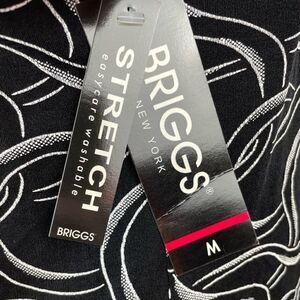 STRETCH
easycare washable
BRIGGS
BRIGGS®
NEW YORK
M